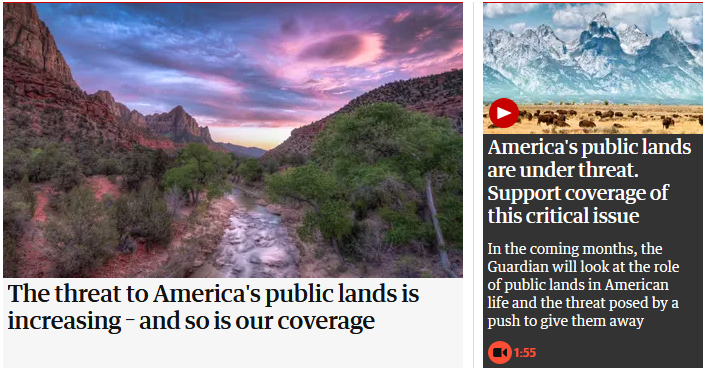 The threat to America's public lands is
increasing – and so is our coverage
America's public lands
are under threat.
Support coverage of
this critical issue
In the coming months, the
Guardian will look at the role
of public lands in American
life and the threat posed by a
push to give them away
1:55